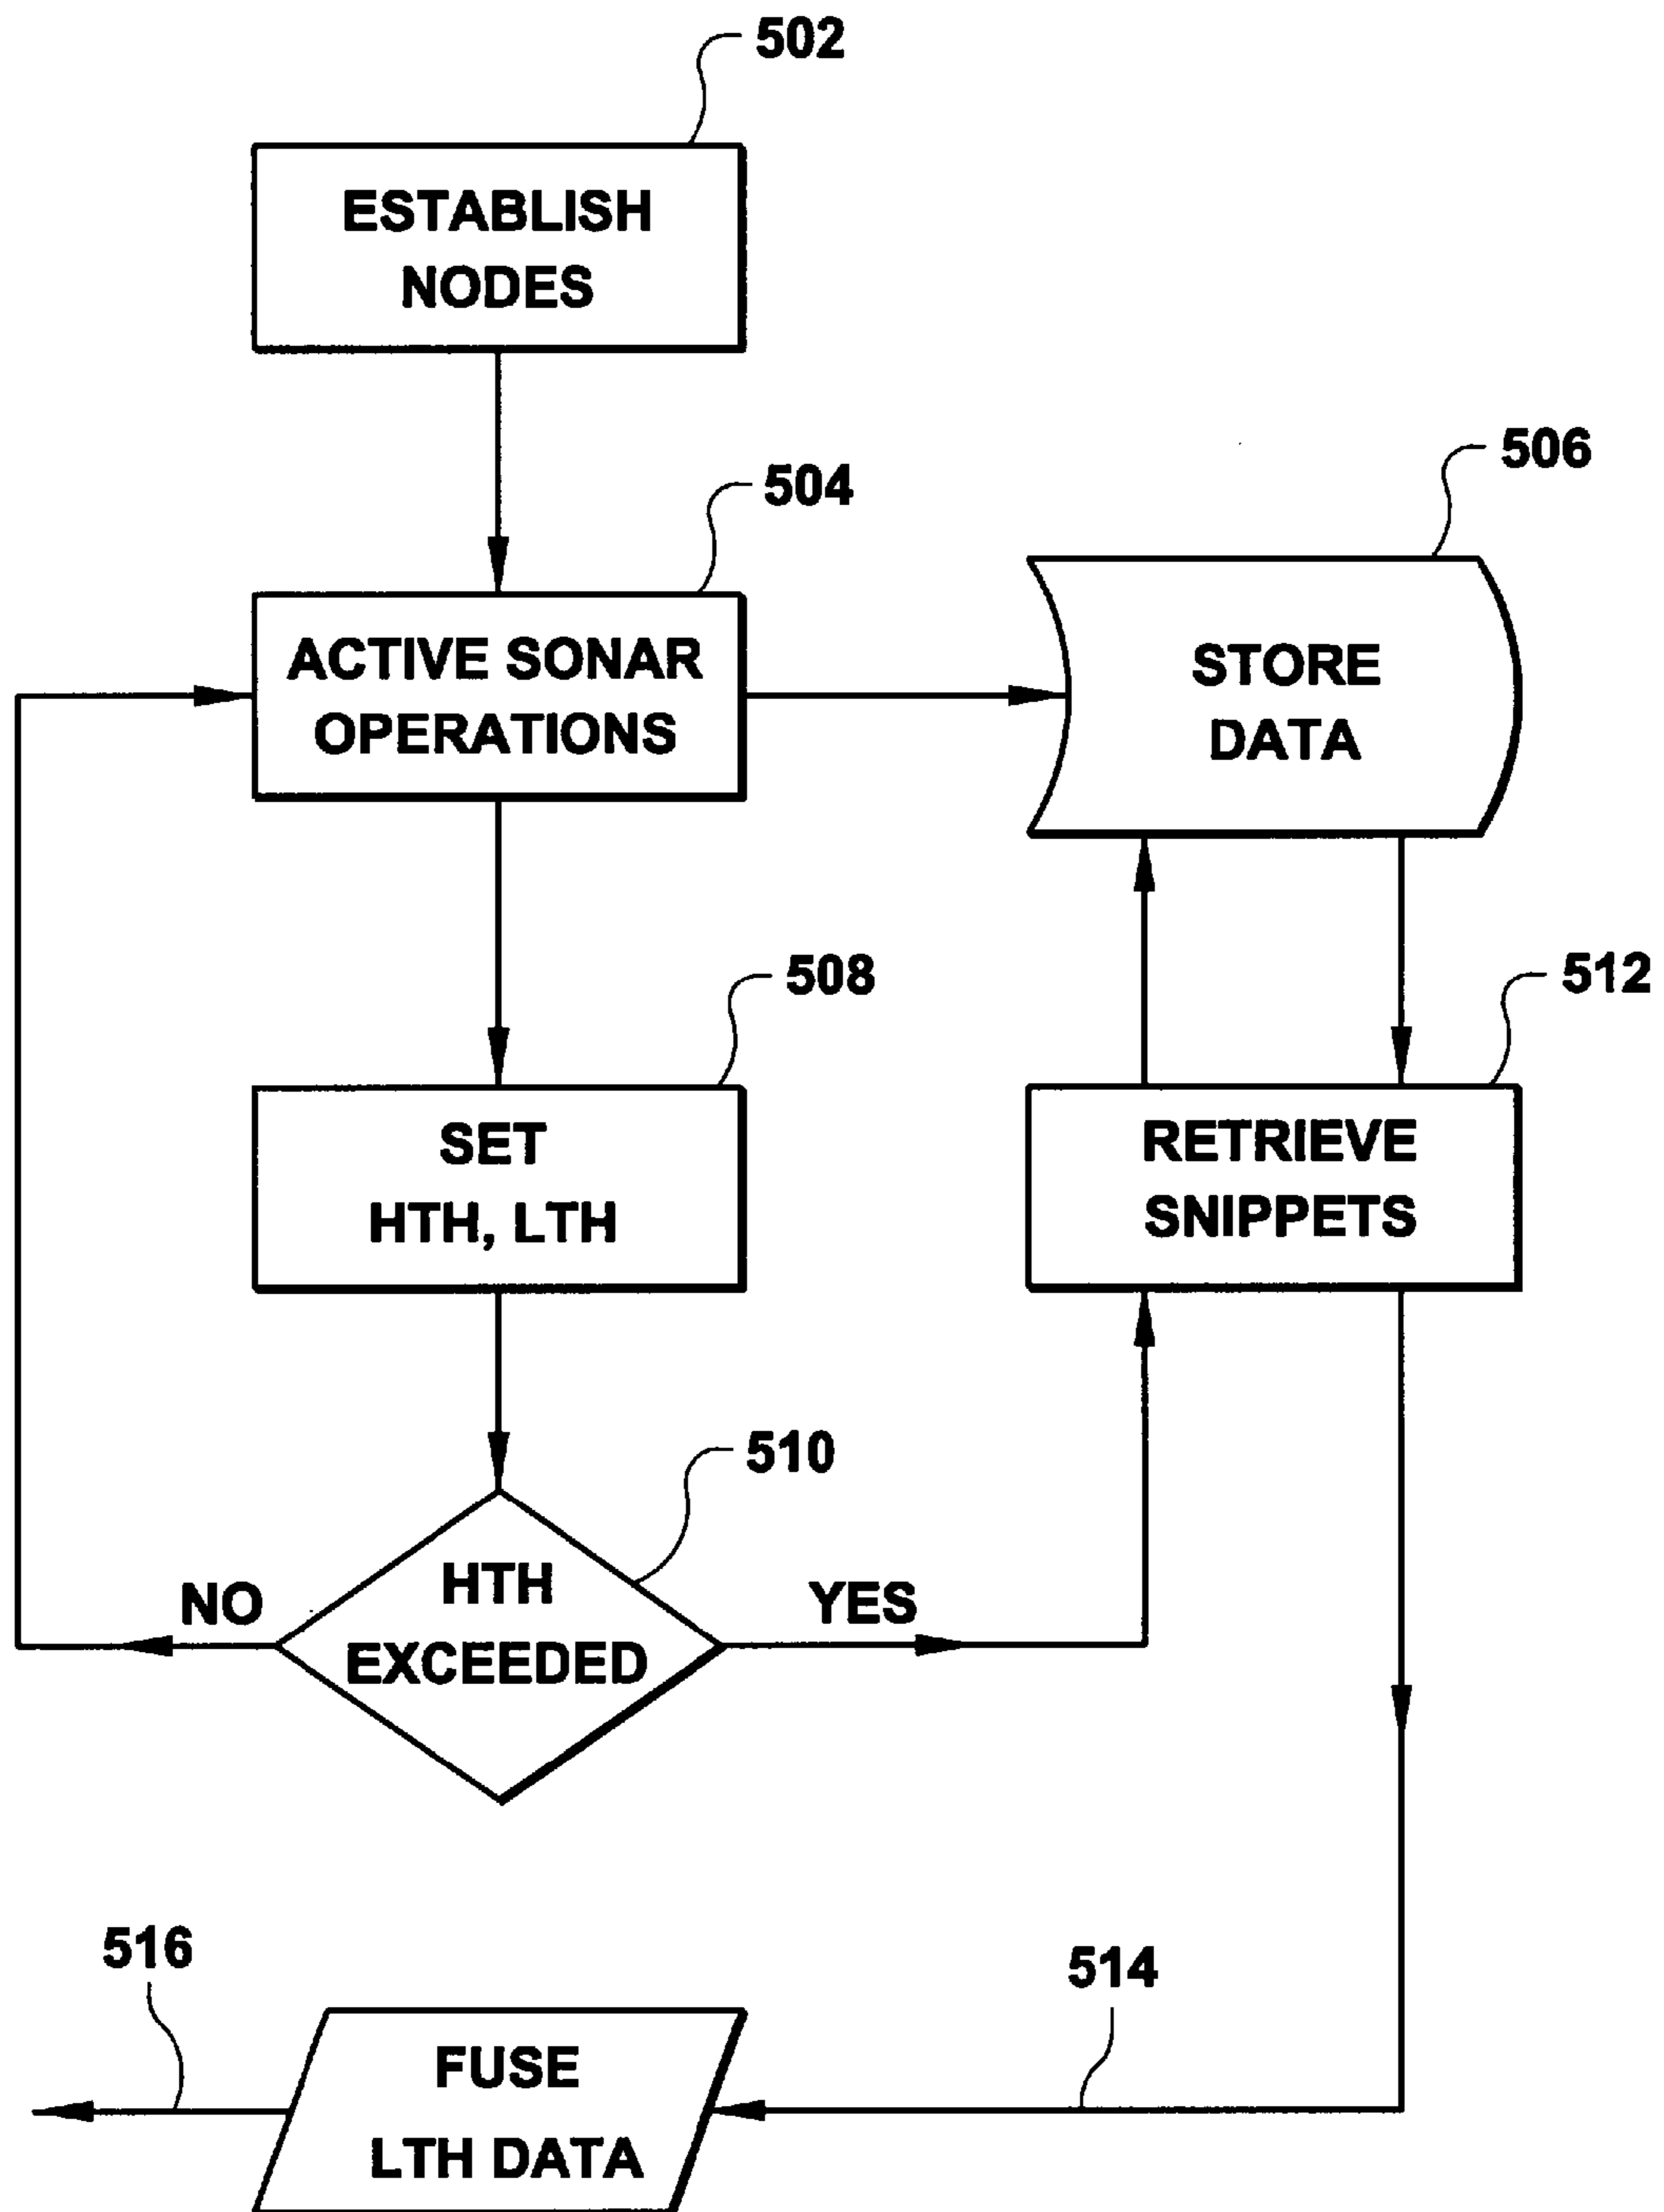 502
ESTABLISH
NODES
504
506
ACTIVE SONAR
OPERATIONS
STORE
DATA
508
512
SET
HTH, LTH
RETRIEVE
SNIPPETS
510
HTH
EXCEEDED
NO
YES
516
514
FUSE
LTH DATA